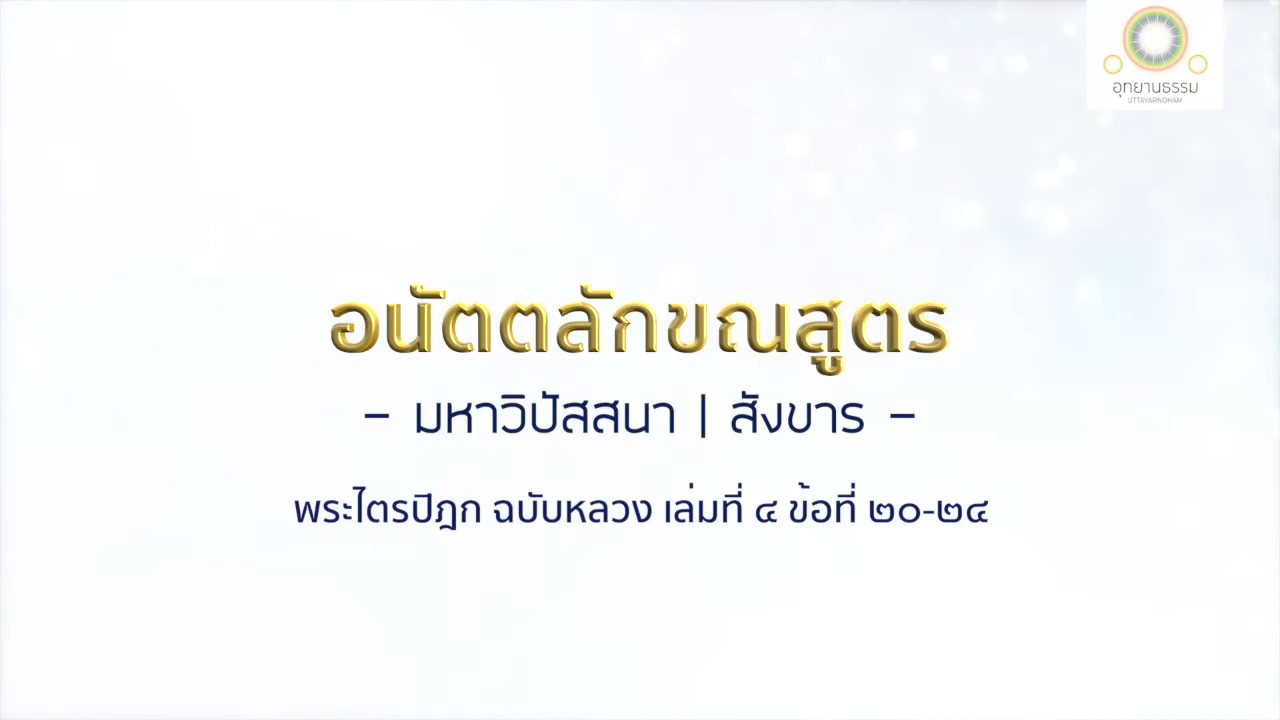 อุทยานธรรม
UTTAYARNDHAM
อนัตตลักขณสูตร
– มหาวิปัสสนา | สังขาร –
พระไตรปิฎก ฉบับหลวง เล่มที่ ๔ ข้อที่ ๒๐-๒๔